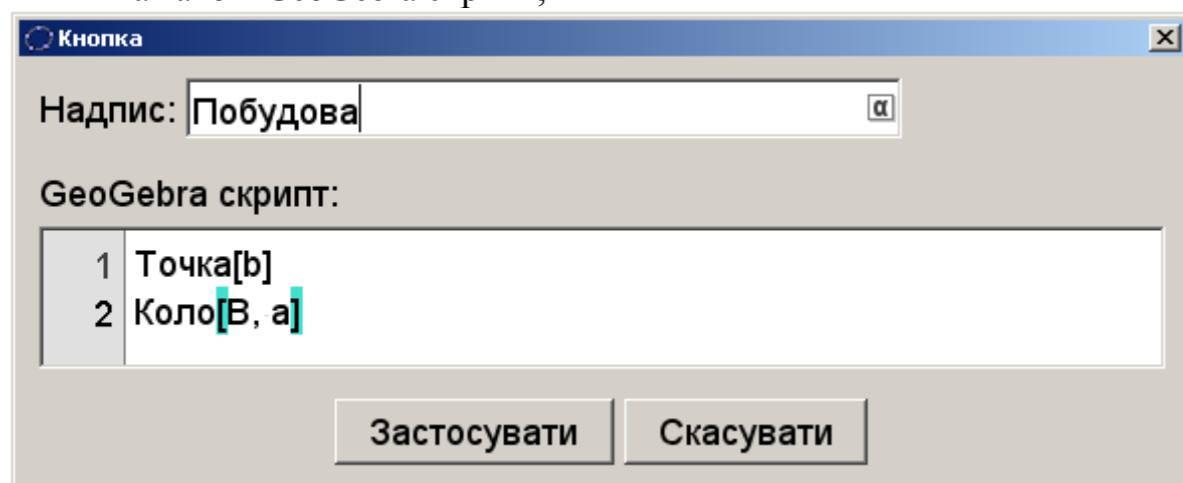 Кнопка
Надпис: Побудова α
GeoGebra скрипт:
1 Точка[b]
2 Коло[B, a]
Застосувати Скасувати